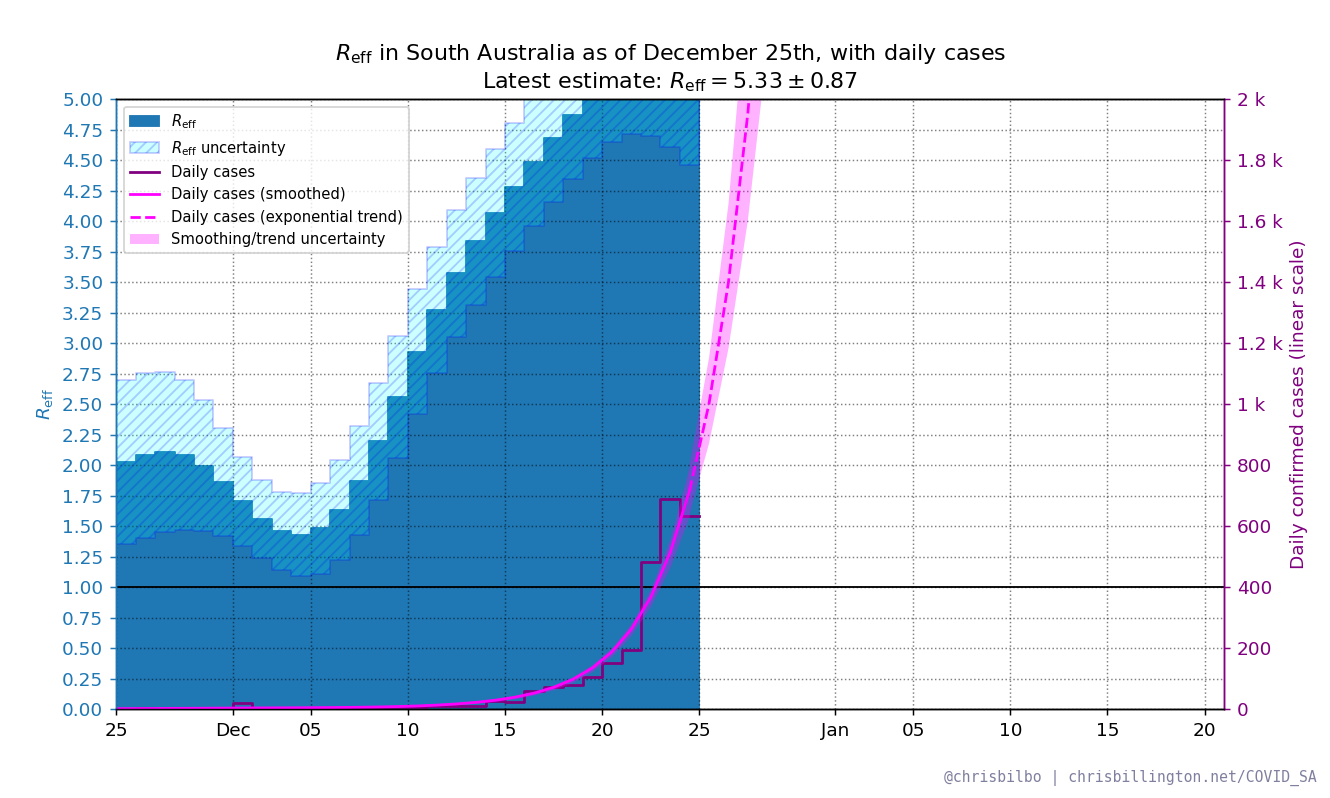 R_eff in South Australia as of December 25th, with daily cases
Latest estimate: R_eff = 5.33 ± 0.87
R_eff
R_eff uncertainty
Daily cases
Daily cases (smoothed)
Daily cases (exponential trend)
Smoothing/trend uncertainty
5.00
4.75
4.50
4.25
4.00
3.75
3.50
3.25
3.00
2.75
2.50
2.25
2.00
1.75
1.50
1.25
1.00
0.75
0.50
0.25
0.00
R_eff
2 k
1.8 k
1.6 k
1.4 k
1.2 k
1 k
800
600
400
200
0
Daily confirmed cases (linear scale)
25 Dec 05 10 15 20 25 Jan 05 10 15 20
@chrisbilbo | chrisbillington.net/COVID_SA